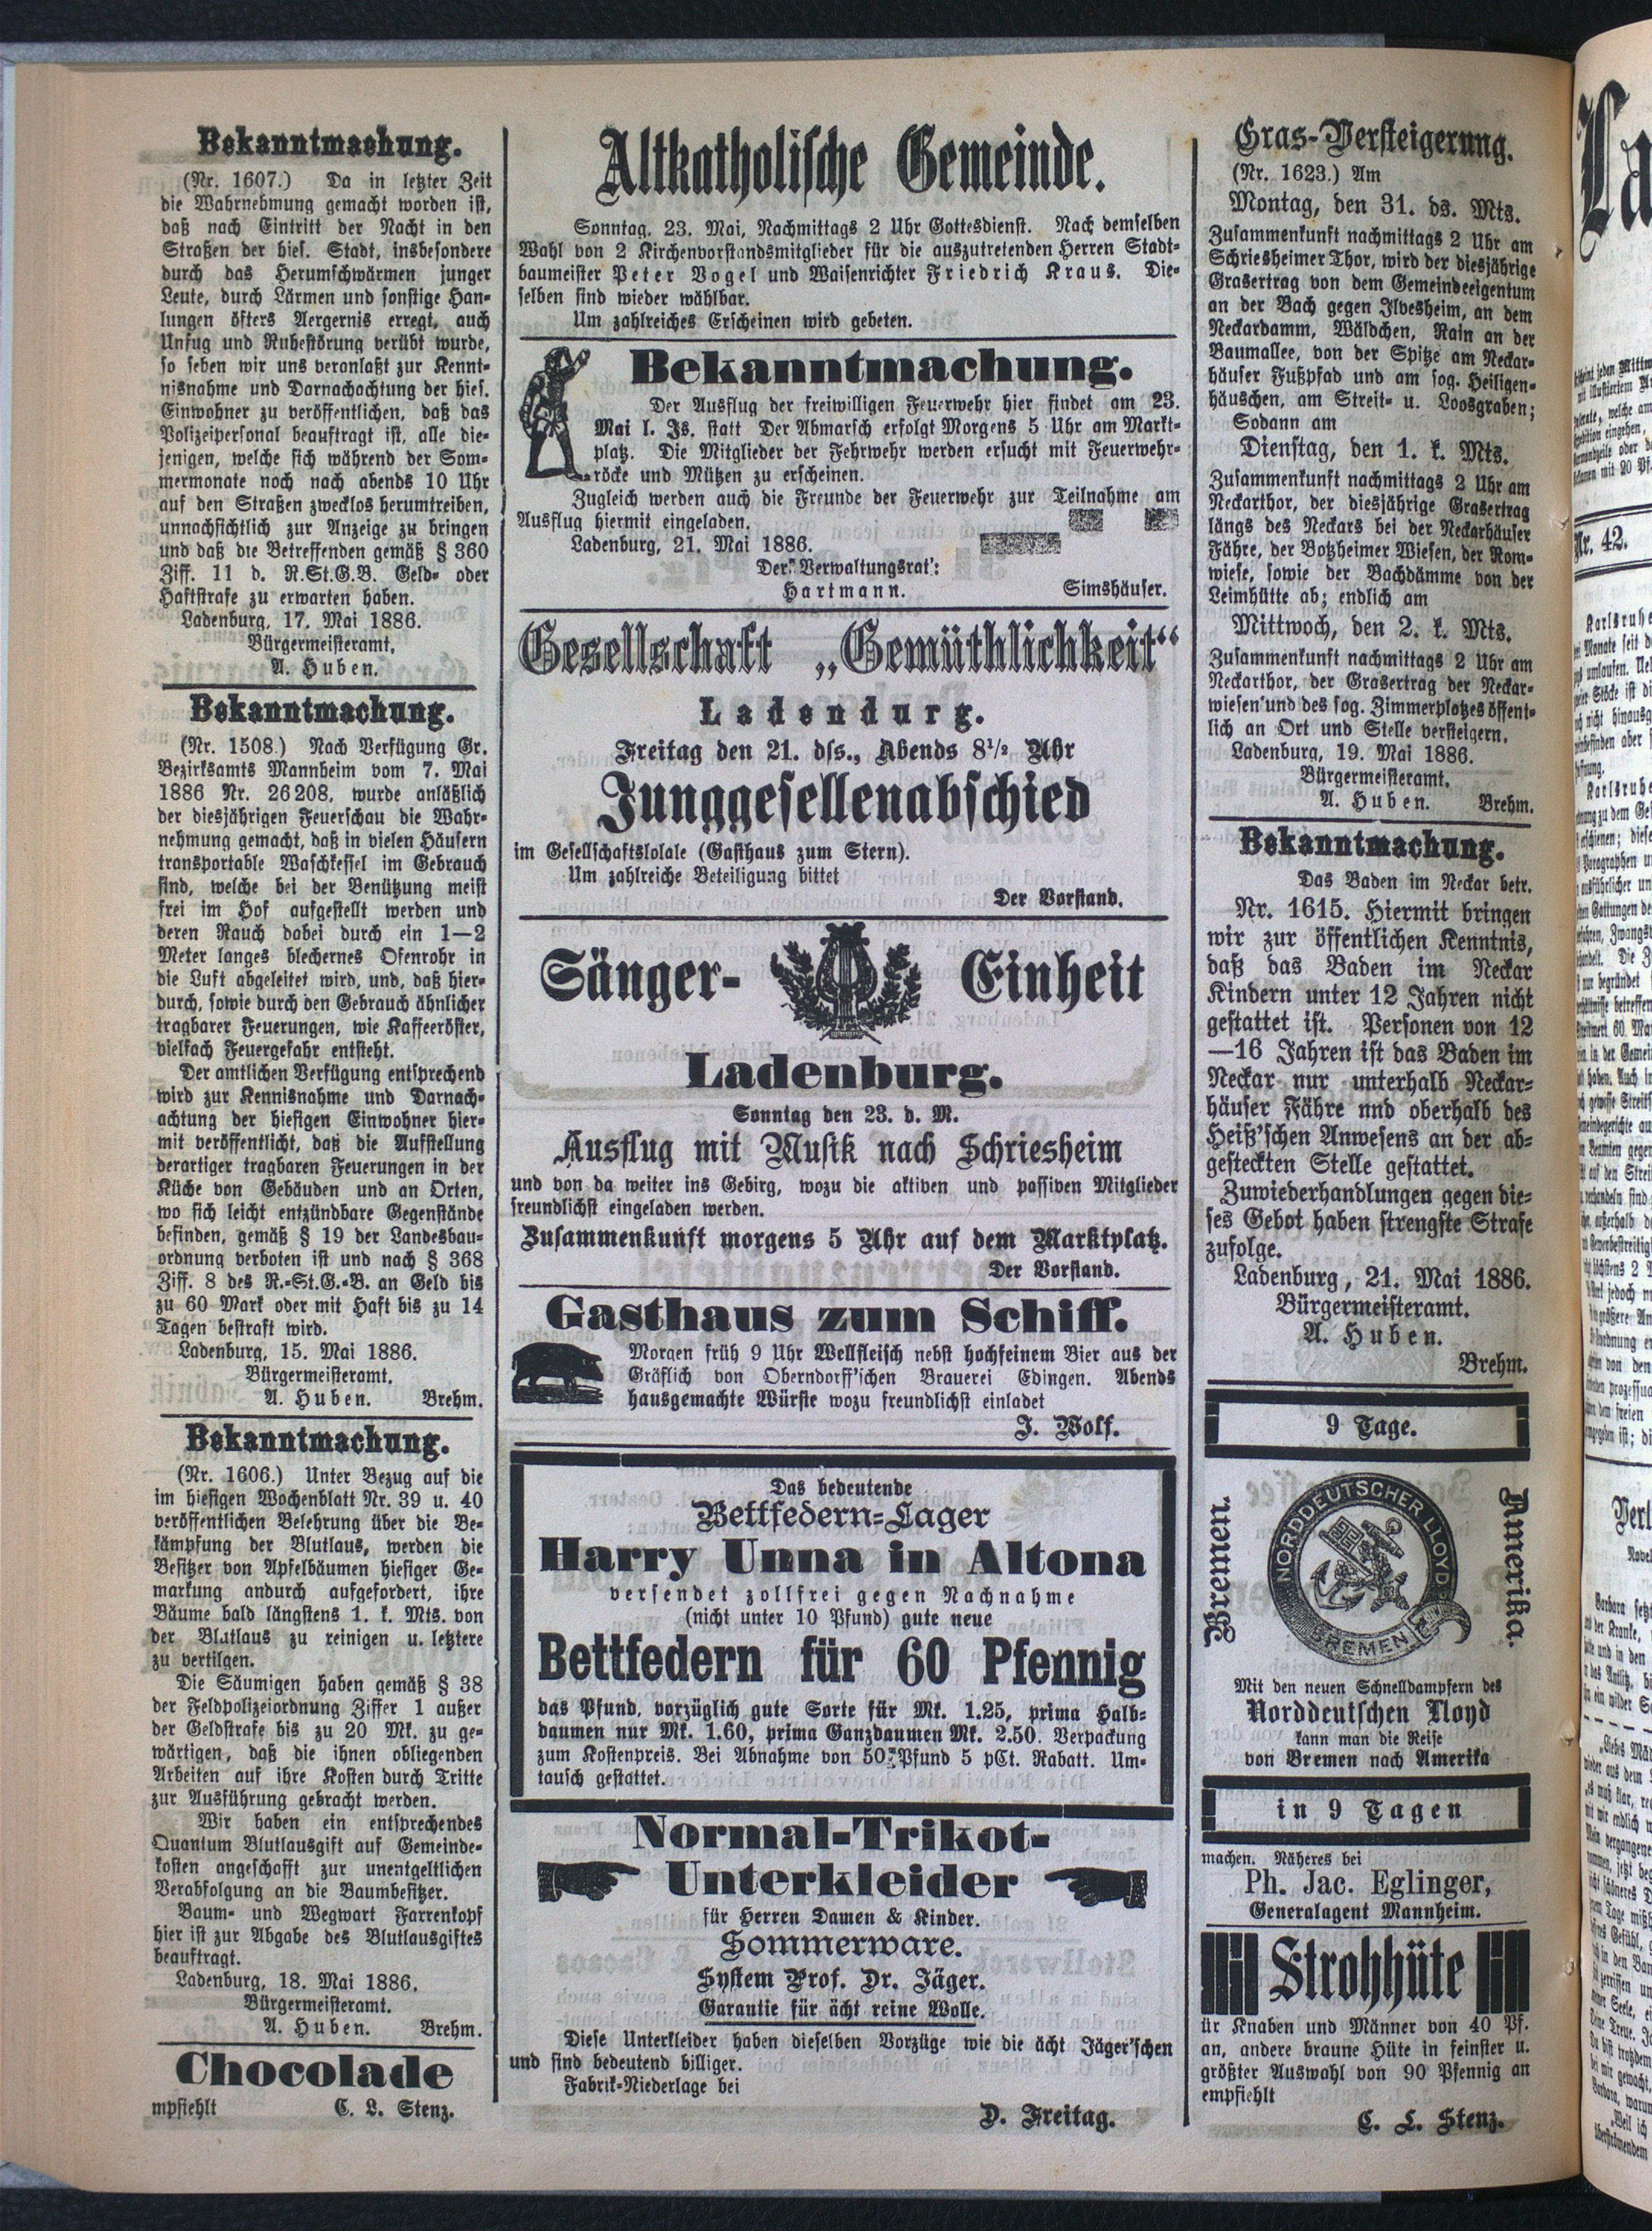 Bekanntmachung.
(Nr. 1607.) Da in letzter Zeit
die Wahrnehmung gemacht worden ist,
daß nach Eintritt der Nacht in den
Straßen der hies. Stadt, insbesondere
durch das Herumschwärmen junger
Leute, durch Lärmen und sonstige Han-
lungen öfters Aergernis erregt, auch
Unfug und Ruhestörung verübt wurde,
so sehen wir uns veranlaßt zur Kennt-
nisnahme und Darnachachtung der hies.
Einwohner zu veröffentlichen, daß das
Polizeipersonal beauftragt ist, alle die-
jenigen, welche sich während der Som-
mermonate noch nach abends 10 Uhr
auf den Straßen zwecklos herumtreiben,
unnachsichtlich zur Anzeige zu bringen
und daß die Betreffenden gemäß § 360
Ziff. 11 d. R.St.G.B. Geld- oder
Haftstrafe zu erwarten haben.
Ladenburg, 17. Mai 1886.
Bürgermeisteramt.
A. Huben.
Bekanntmachung.
(Nr. 1508.) Nach Verfügung Gr.
Bezirksamts Mannheim vom 7. Mai
1886 Nr. 26208, wurde anläßlich
der diesjährigen Feuerschau die Wahr-
nehmung gemacht, daß in vielen Häusern
transportable Waschkessel im Gebrauch
sind, welche bei der Benützung meist
frei im Hof aufgestellt werden und
deren Rauch dabei durch ein 1—2
Meter langes blechernes Ofenrohr in
die Luft abgeleitet wird, und, daß hier-
durch, sowie durch den Gebrauch ähnlicher
tragbarer Feuerungen, wie Kaffeeröster,
vielfach Feuergefahr entsteht.
Der amtlichen Verfügung entsprechend
wird zur Kennisnahme und Darnach-
achtung der hiesigen Einwohner hier-
mit veröffentlicht, daß die Aufstellung
derartiger tragbaren Feuerungen in der
Küche von Gebäuden und an Orten,
wo sich leicht entzündbare Gegenstände
befinden, gemäß § 19 der Landesbau-
ordnung verboten ist und nach § 368
Ziff. 8 des R.-St.G.-B. an Geld bis
zu 60 Mark oder mit Haft bis zu 14
Tagen bestraft wird.
Ladenburg, 15. Mai 1886.
Bürgermeisteramt.
A. Huben. Brehm.
Bekanntmachung.
(Nr. 1606.) Unter Bezug auf die
im hiesigen Wochenblatt Nr. 39 u. 40
veröffentlichen Belehrung über die Be-
kämpfung der Blutlaus, werden die
Besitzer von Apfelbäumen hiesiger Ge-
markung andurch aufgefordert, ihre
Bäume bald längstens 1. k. Mts. von
der Blutlaus zu reinigen u. letztere
zu vertilgen.
Die Säumigen haben gemäß § 38
der Feldpolizeiordnung Ziffer 1 außer
der Geldstrafe bis zu 20 Mk. zu ge-
wärtigen, daß die ihnen obliegenden
Arbeiten auf ihre Kosten durch Tritte
zur Ausführung gebracht werden.
Wir haben ein entsprechendes
Quantum Blutlausgift auf Gemeinde-
kosten angeschafft zur unentgeltlichen
Verabfolgung an die Baumbesitzer.
Baum- und Wegwart Farrenkopf
hier ist zur Abgabe des Blutlausgiftes
beauftragt.
Ladenburg, 18. Mai 1886.
Bürgermeisteramt.
A. Huben. Brehm.
Chocolade
mpfiehlt C. L. Stenz.
Altkatholische Gemeinde.
Sonntag, 23. Mai, Nachmittags 2 Uhr Gottesdienst. Nach demselben
Wahl von 2 Kirchenvorstandsmitglieder für die auszutretenden Herren Stadt-
baumeister Peter Vogel und Waisenrichter Friedrich Kraus. Die-
selben sind wieder wählbar.
Um zahlreiches Erscheinen wird gebeten.
Bekanntmachung.
Der Ausflug der freiwilligen Feuerwehr hier findet am 23.
Mai l. Js. statt Der Abmarsch erfolgt Morgens 5 Uhr am Markt-
platz. Die Mitglieder der Fehrwehr werden ersucht mit Feuerwehr-
röcke und Mützen zu erscheinen.
Zugleich werden auch die Freunde der Feuerwehr zur Teilnahme am
Ausflug hiermit eingeladen.
Ladenburg, 21. Mai 1886.
Der Verwaltungsrat:
Hartmann. Simshäuser.
Gesellschaft „Gemüthlichkeit“
Ladendurg.
Freitag den 21. dss., Abends 8½ Uhr
Junggesellenabschied
im Gesellschaftslolale (Gasthaus zum Stern).
Um zahlreiche Beteiligung bittet
Der Vorstand.
Sänger- Einheit
Ladenburg.
Sonntag den 23. d. M.
Ausflug mit Musik nach Schriesheim
und von da weiter ins Gebirg, wozu die aktiven und passiven Mitglieder
freundlichst eingeladen werden.
Zusammenkunft morgens 5 Uhr auf dem Marktplatz.
Der Vorstand.
Gasthaus zum Schiff.
Morgen früh 9 Uhr Wellfleisch nebst hochfeinem Bier aus der
Gräflich von Oberndorff'schen Brauerei Edingen. Abends
hausgemachte Würste wozu freundlichst einladet
J. Wolf.
Das bedeutende
Bettfedern-Lager
Harry Unna in Altona
versendet zollfrei gegen Nachnahme
(nicht unter 10 Pfund) gute neue
Bettfedern für 60 Pfennig
das Pfund, vorzüglich gute Sorte für Mk. 1.25, prima Halb-
daunen nur Mk. 1.60, prima Ganzdaunen Mk. 2.50. Verpackung
zum Kostenpreis. Bei Abnahme von 50 Pfund 5 pCt. Rabatt. Um-
tausch gestattet.
Normal-Trikot-
Unterkleider
für Herren Damen & Kinder.
Sommerware.
System Prof. Dr. Jäger.
Garantie für ächt reine Wolle.
Diese Unterkleider haben dieselben Vorzüge wie die ächt Jäger'schen
und sind bedeutend billiger.
Fabrik-Niederlage bei
D. Freitag.
Gras-Versteigerung.
(Nr. 1623.) Am
Montag, den 31. ds. Mts.
Zusammenkunft nachmittags 2 Uhr am
Schriesheimer Thor, wird der diesjährige
Grasertrag von dem Gemeindeeigentum
an der Bach gegen Ilvesheim, an dem
Neckardamm, Wäldchen, Rain an der
Baumallee, von der Spitze am Neckar-
häuser Fußpfad und am sog. Heiligen-
häuschen, am Streit- u. Loosgraben;
Sodann am
Dienstag, den 1. k. Mts.
Zusammenkunft nachmittags 2 Uhr am
Neckarthor, der diesjährige Grasertrag
längs des Neckars bei der Neckarhäuser
Fähre, der Botzheimer Wiesen, der Rom-
wiese, sowie der Bachdämme von der
Leimhütte ab; endlich am
Mittwoch, den 2. k. Mts.
Zusammenkunft nachmittags 2 Uhr am
Neckarthor, der Grasertrag der Neckar-
wiesen und des sog. Zimmerplatzes öffent-
lich an Ort und Stelle versteigern.
Ladenburg, 19. Mai 1886.
Bürgermeisteramt.
A. Huben. Brehm.
Bekanntmachung.
Das Baden im Neckar betr.
Nr. 1615. Hiermit bringen
wir zur öffentlichen Kenntnis,
daß das Baden im Neckar
Kindern unter 12 Jahren nicht
gestattet ist. Personen von 12
—16 Jahren ist das Baden im
Neckar nur unterhalb Neckar-
häuser Fähre nnd oberhalb des
Heiß'schen Anwesens an der ab-
gesteckten Stelle gestattet.
Zuwiederhandlungen gegen die-
ses Gebot haben strengste Strafe
zufolge.
Ladenburg, 21. Mai 1886.
Bürgermeisteramt.
A. Huben.
Brehm.
9 Tage.
Bremen.
NORDDEUTSCHER LLOYD
BREMEN
Amerika.
Mit den neuen Schnelldampfern des
Norddeutschen Lloyd
kann man die Reise
von Bremen nach Amerika
in 9 Tagen
machen. Näheres bei
Ph. Jac. Eglinger,
Generalagent Mannheim.
Strohhüte
ür Knaben und Männer von 40 Pf.
an, andere braune Hüte in feinster u.
größter Auswahl von 90 Pfennig an
empfiehlt
C. L. Stenz.
Nr. 42.